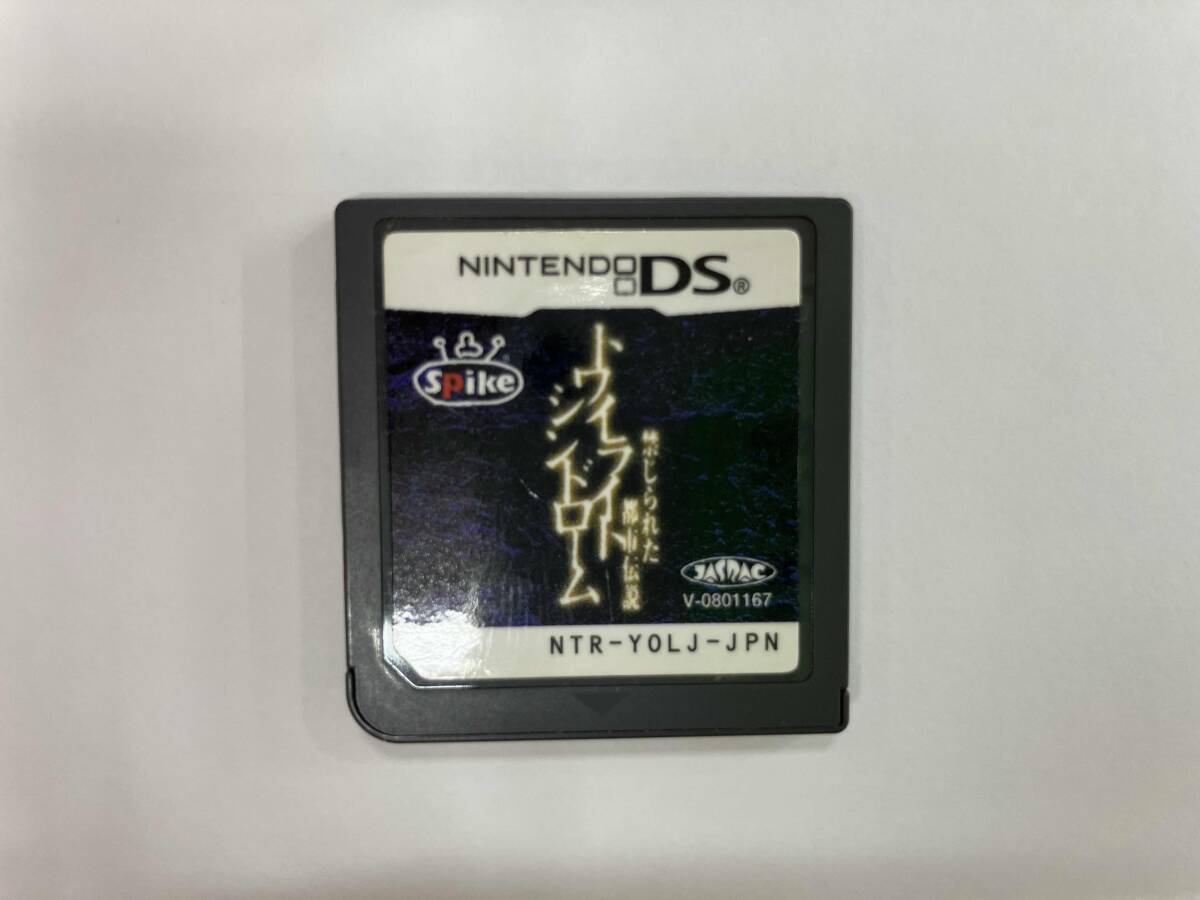 NINTENDO DS®
Spike®
トワイライト
シンドローム
禁じられた
都市伝説
JASRAC
V-0801167
NTR-YOLJ-JPN